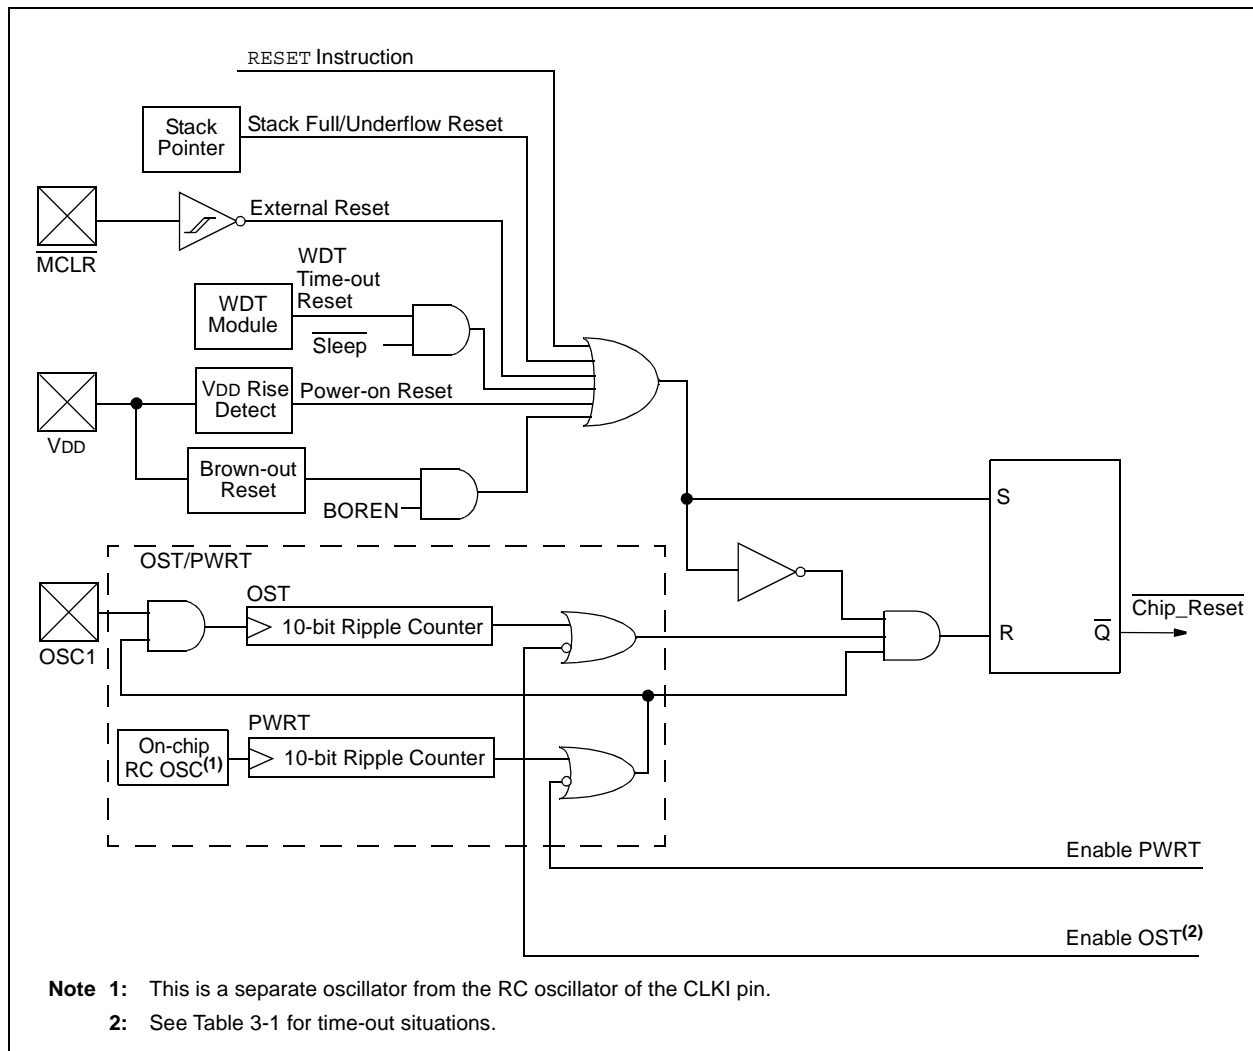 RESET Instruction
Stack
Pointer
Stack Full/Underflow Reset
External Reset
MCLR
WDT
Time-out
Reset
WDT
Module
Sleep
VDD Rise
Detect
Power-on Reset
VDD
Brown-out
Reset
BOREN
S
OST/PWRT
OST
10-bit Ripple Counter
OSC1
Chip_Reset
R
Q
PWRT
On-chip
RC OSC(1)
10-bit Ripple Counter
Enable PWRT
Enable OST(2)
Note 1: This is a separate oscillator from the RC oscillator of the CLKI pin.
2: See Table 3-1 for time-out situations.